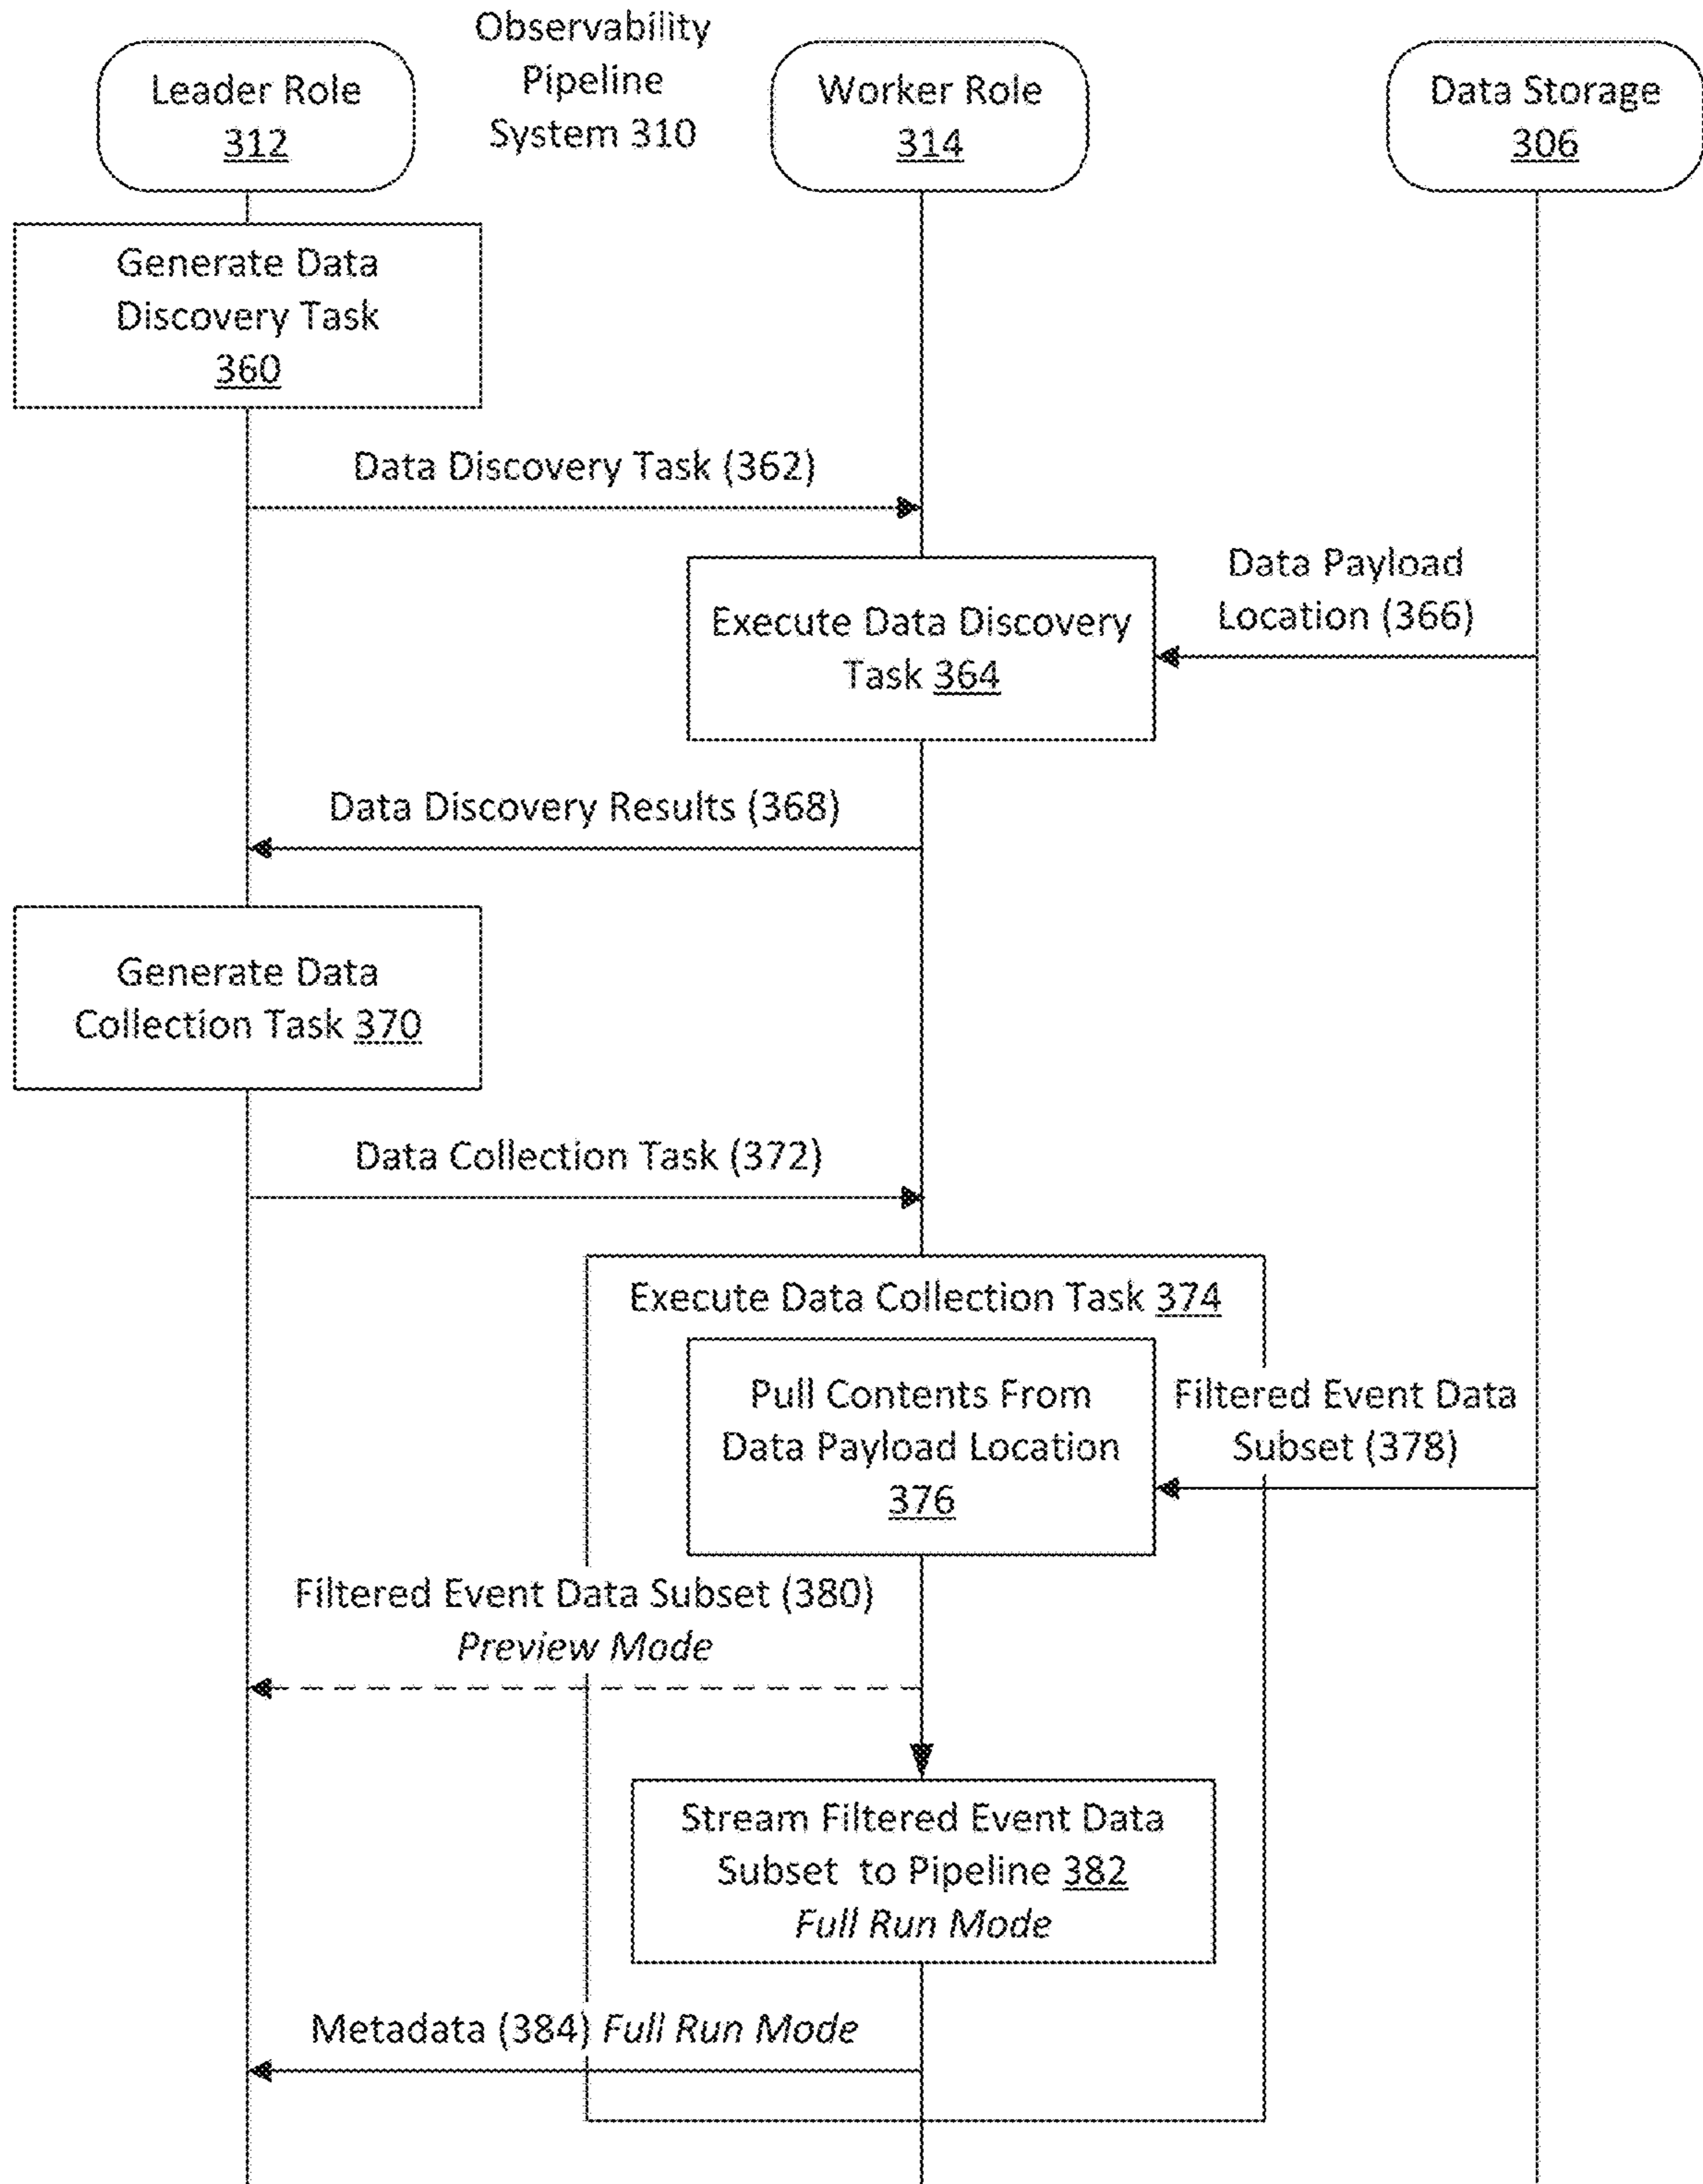 Observability
Pipeline
System 310
Leader Role
312
Worker Role
314
Data Storage
306
Generate Data
Discovery Task
360
Data Discovery Task (362)
Data Payload
Location (366)
Execute Data Discovery
Task 364
Data Discovery Results (368)
Generate Data
Collection Task 370
Data Collection Task (372)
Execute Data Collection Task 374
Pull Contents From
Data Payload Location
376
Filtered Event Data
Subset (378)
Filtered Event Data Subset (380)
Preview Mode
Stream Filtered Event Data
Subset to Pipeline 382
Full Run Mode
Metadata (384) Full Run Mode